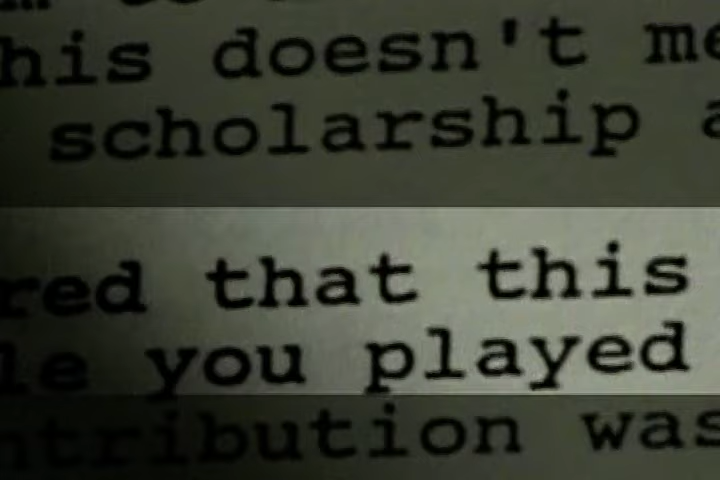 his doesn't me
scholarship a
red that this
le you played
ntribution was